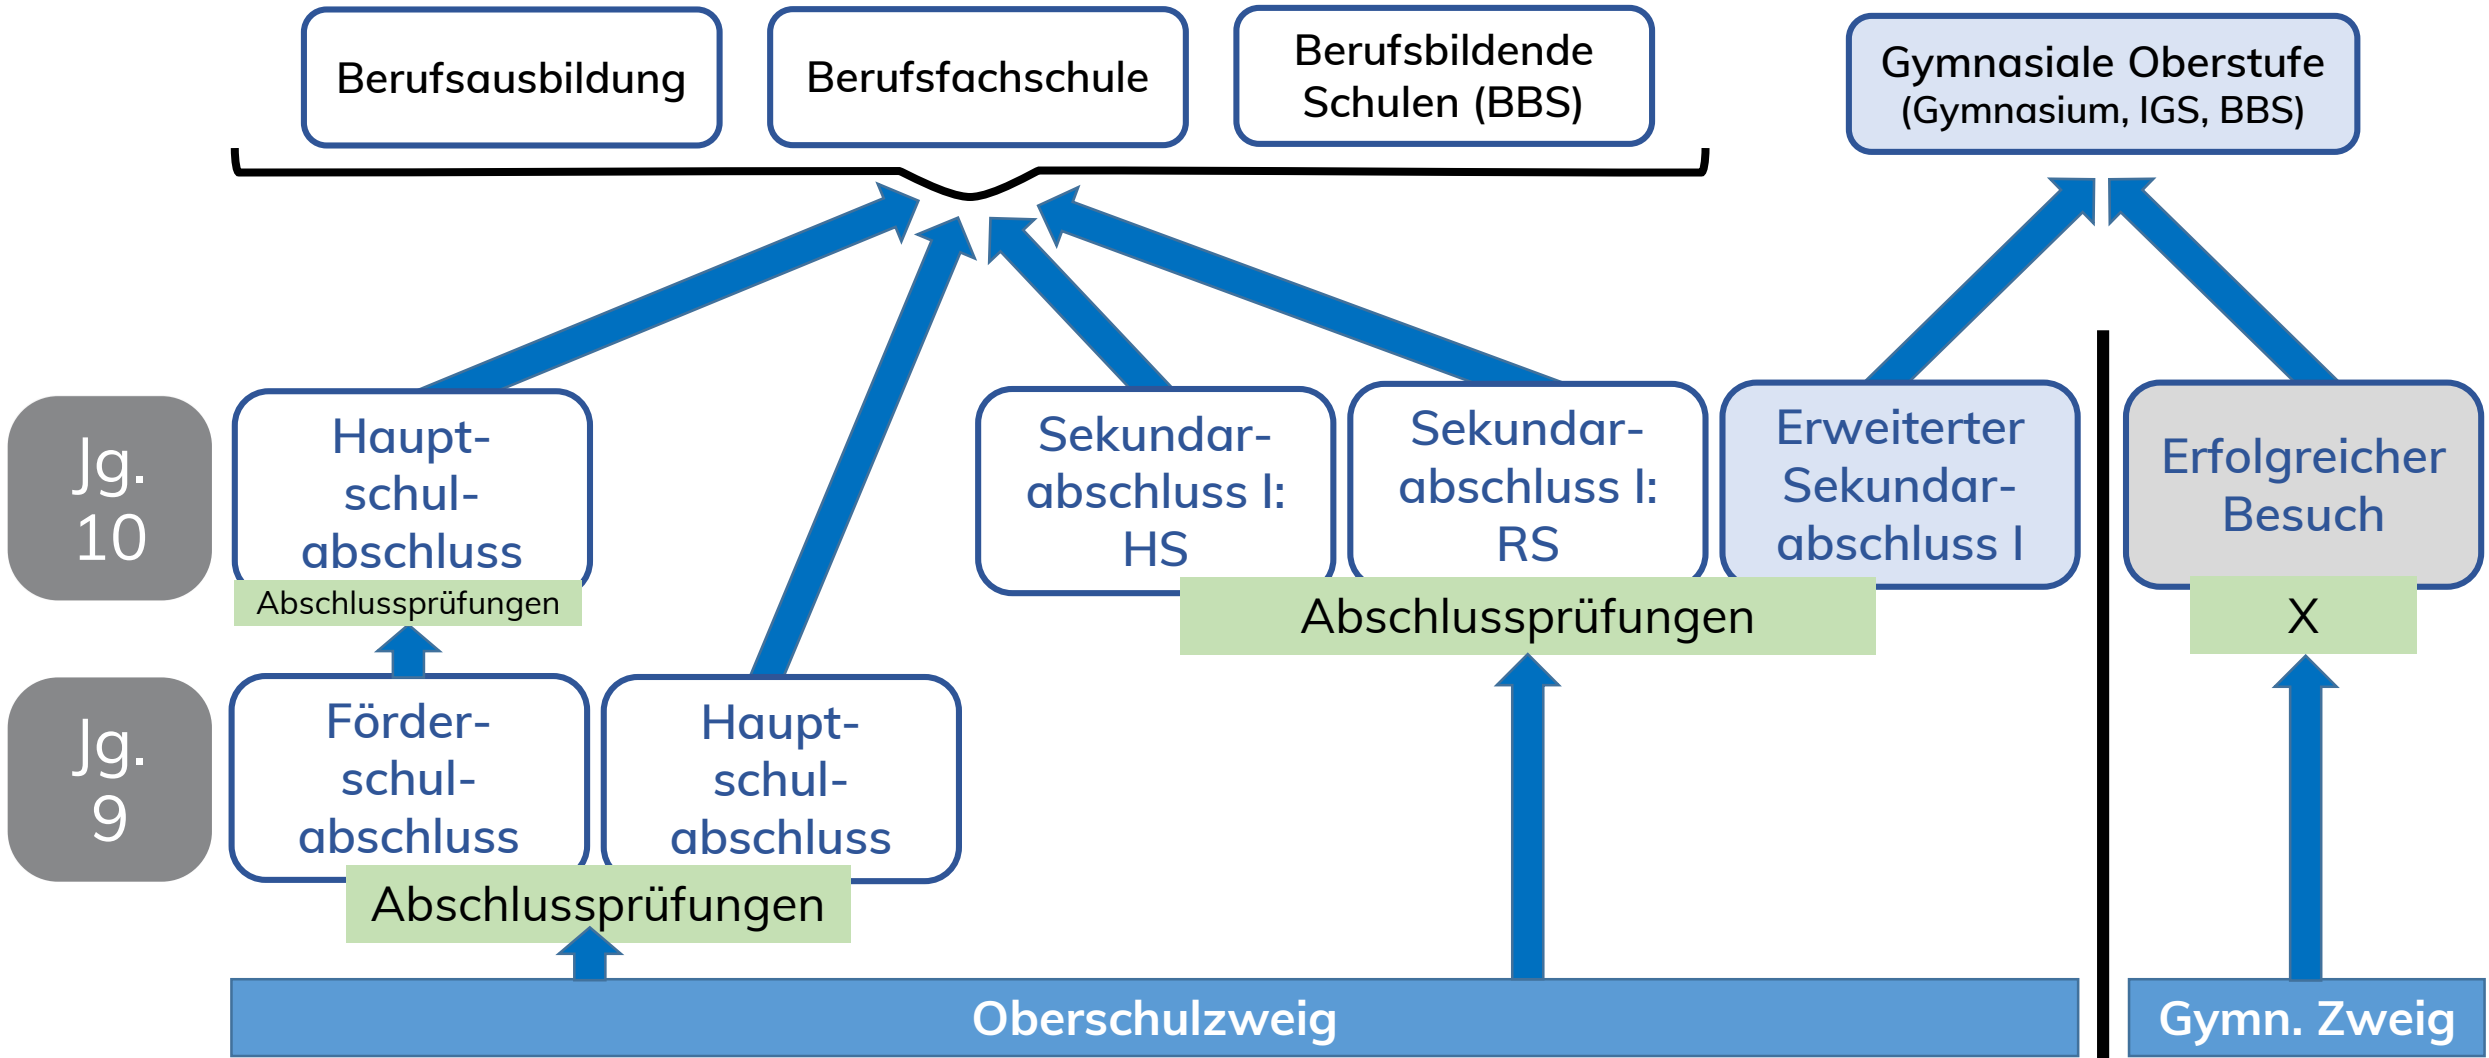 Berufsausbildung
Berufsfachschule
Berufsbildende
Schulen (BBS)
Gymnasiale Oberstufe
(Gymnasium, IGS, BBS)
Jg.
10
Haupt-
schul-
abschluss
Abschlussprüfungen
Sekundar-
abschluss I:
HS
Sekundar-
abschluss I:
RS
Erweiterter
Sekundar-
abschluss I
Abschlussprüfungen
Erfolgreicher
Besuch
X
Jg.
9
Förder-
schul-
abschluss
Haupt-
schul-
abschluss
Abschlussprüfungen
Oberschulzweig
Gymn. Zweig